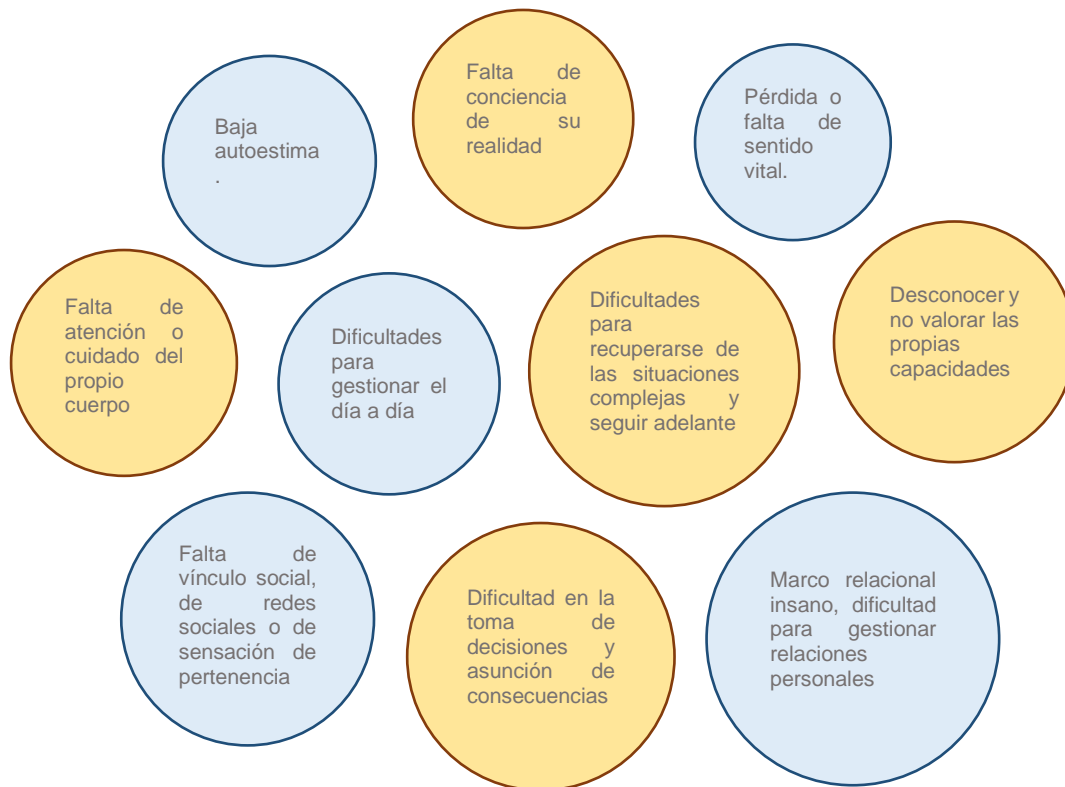 Baja
autoestima
.
Falta de
conciencia
de su
realidad
Pérdida o
falta de
sentido
vital.
Falta de
atención o
cuidado del
propio
cuerpo
Dificultades
para
gestionar el
día a día
Dificultades
para
recuperarse de
las situaciones
complejas y
seguir adelante
Desconocer y
no valorar las
propias
capacidades
Falta de
vínculo social,
de redes
sociales o de
sensación de
pertenencia
Dificultad en la
toma de
decisiones y
asunción de
consecuencias
Marco relacional
insano, dificultad
para gestionar
relaciones
personales